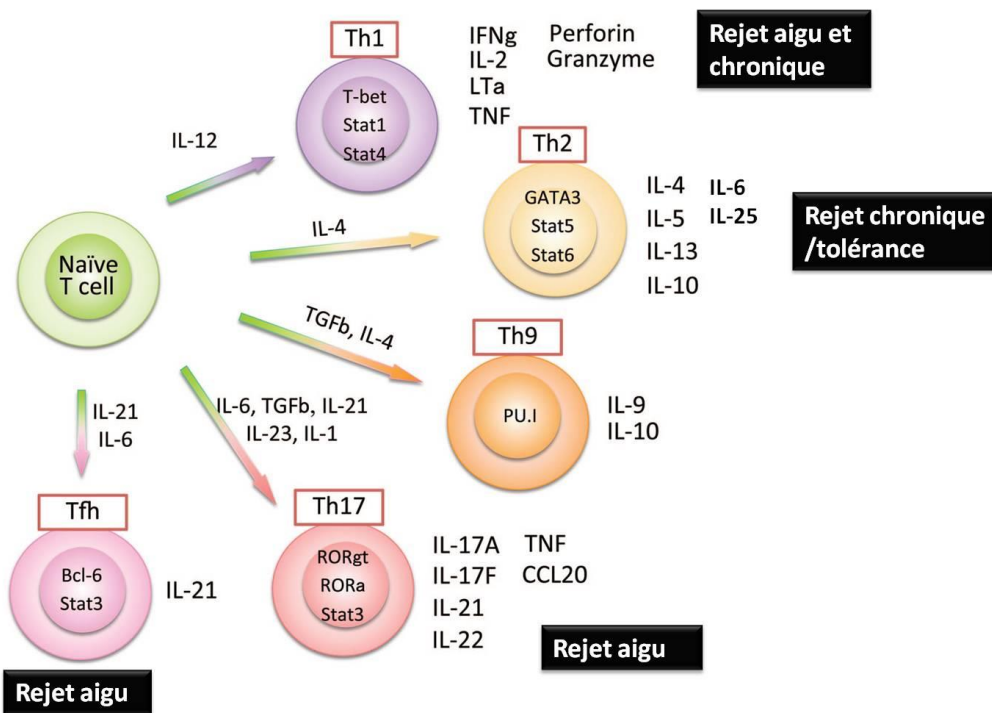 Th1
T-bet
Stat1
Stat4
IFNg Perforin
IL-2 Granzyme
LTa
TNF
Rejet aigu et
chronique
IL-12
Th2
GATA3
Stat5
Stat6
IL-4 IL-6
IL-5 IL-25
IL-13
IL-10
Rejet chronique
/tolérance
IL-4
Naïve
T cell
TGFb, IL-4
Th9
PU.I
IL-9
IL-10
IL-21
IL-6
IL-6, TGFb, IL-21
IL-23, IL-1
Tfh
Bcl-6
Stat3
IL-21
Rejet aigu
Th17
RORgt
RORa
Stat3
IL-17A TNF
IL-17F CCL20
IL-21
IL-22
Rejet aigu